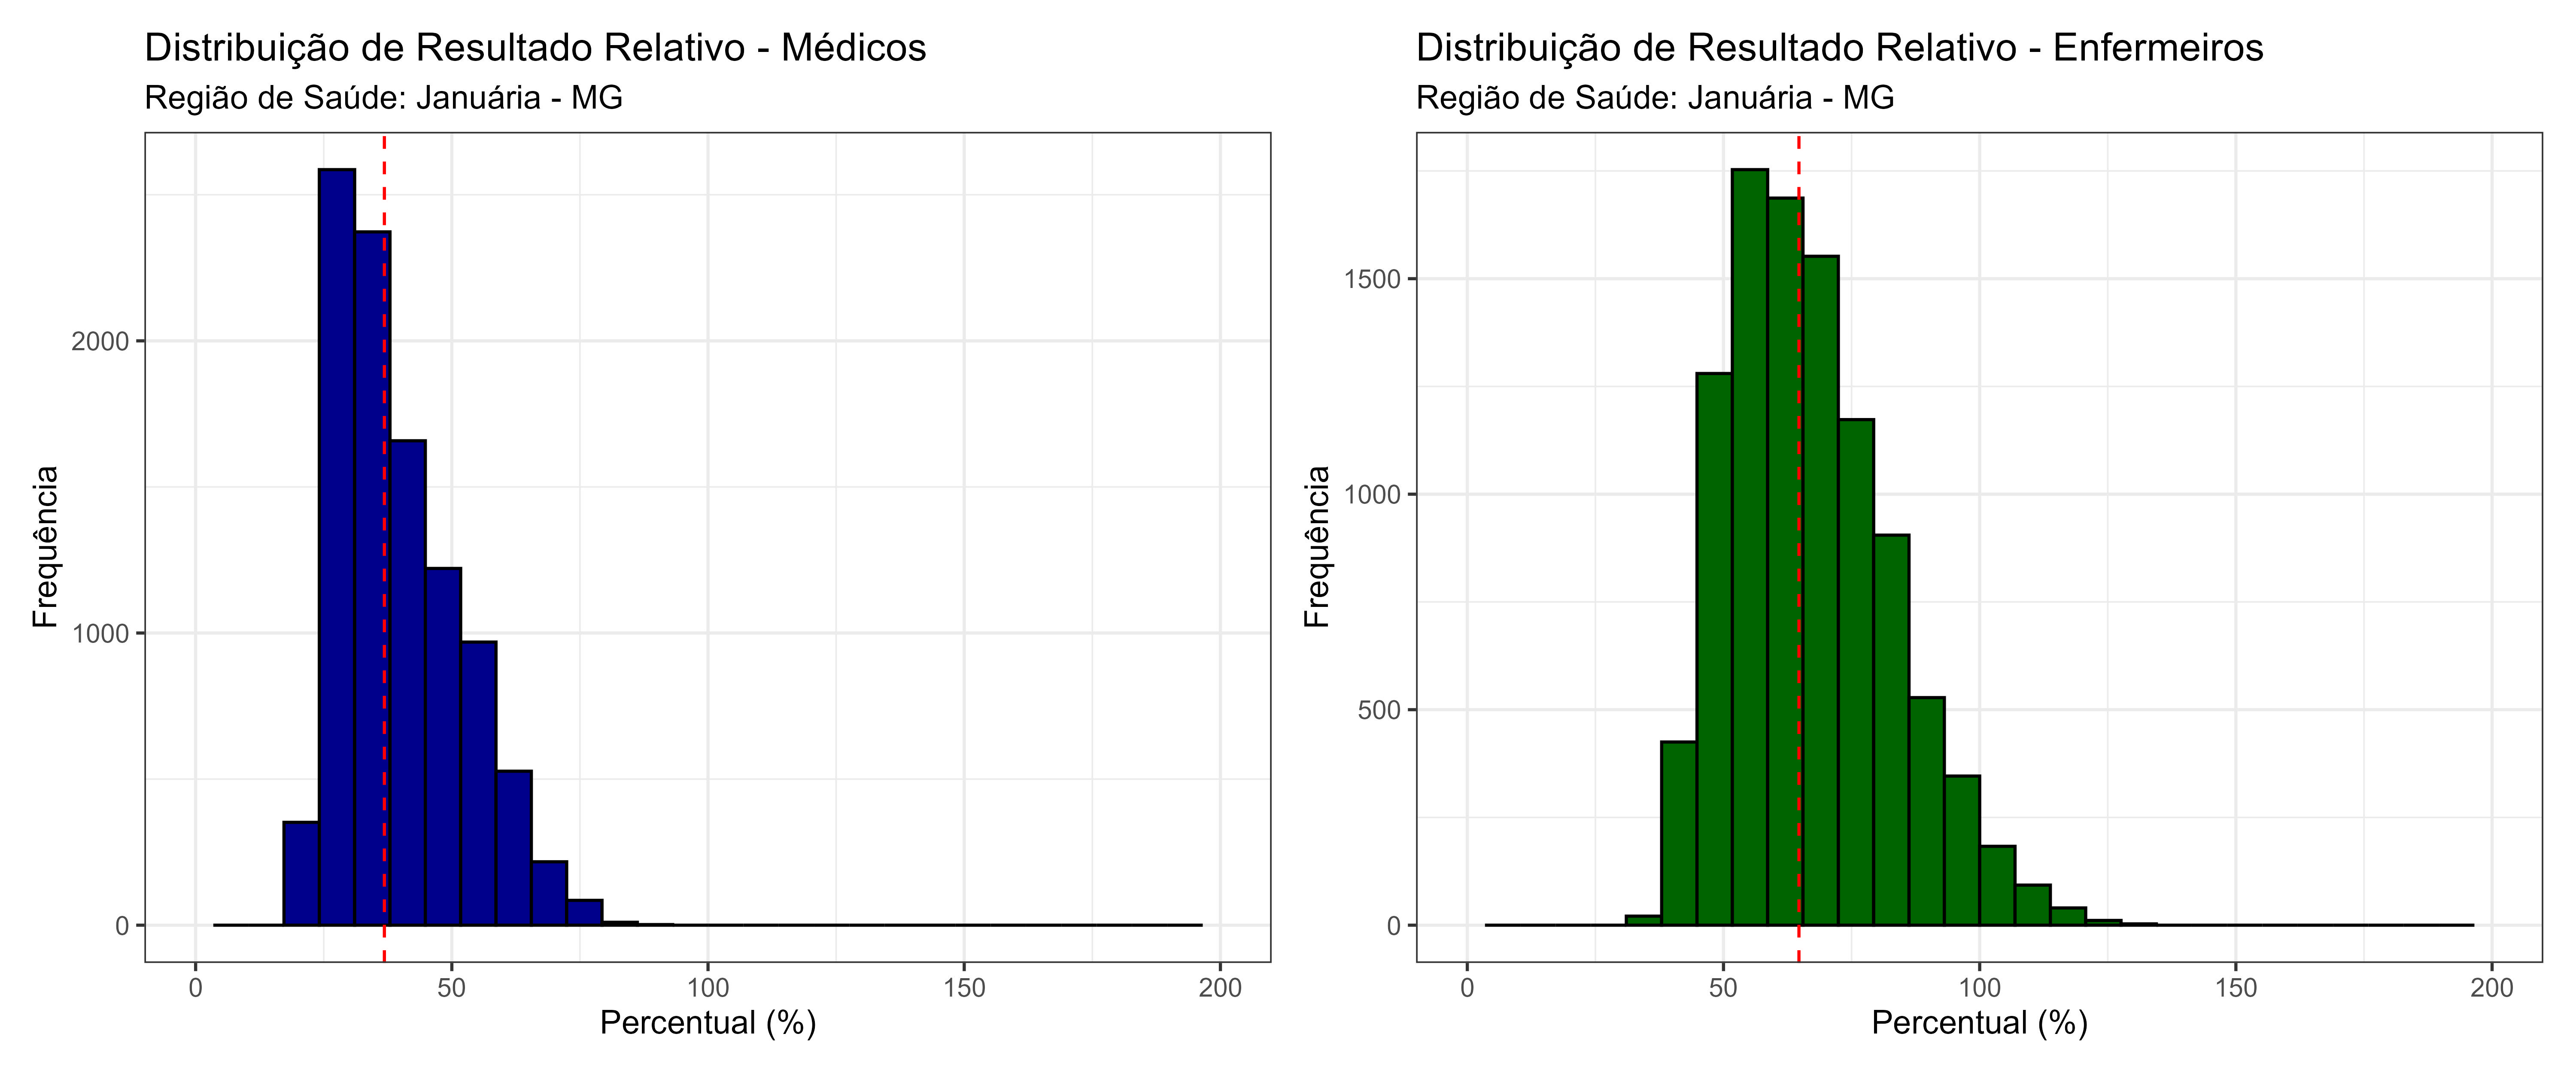 Distribuição de Resultado Relativo - Médicos
Região de Saúde: Januária - MG
Frequência
2000
1000
0
0 50 100 150 200
Percentual (%)
Distribuição de Resultado Relativo - Enfermeiros
Região de Saúde: Januária - MG
Frequência
1500
1000
500
0
0 50 100 150 200
Percentual (%)